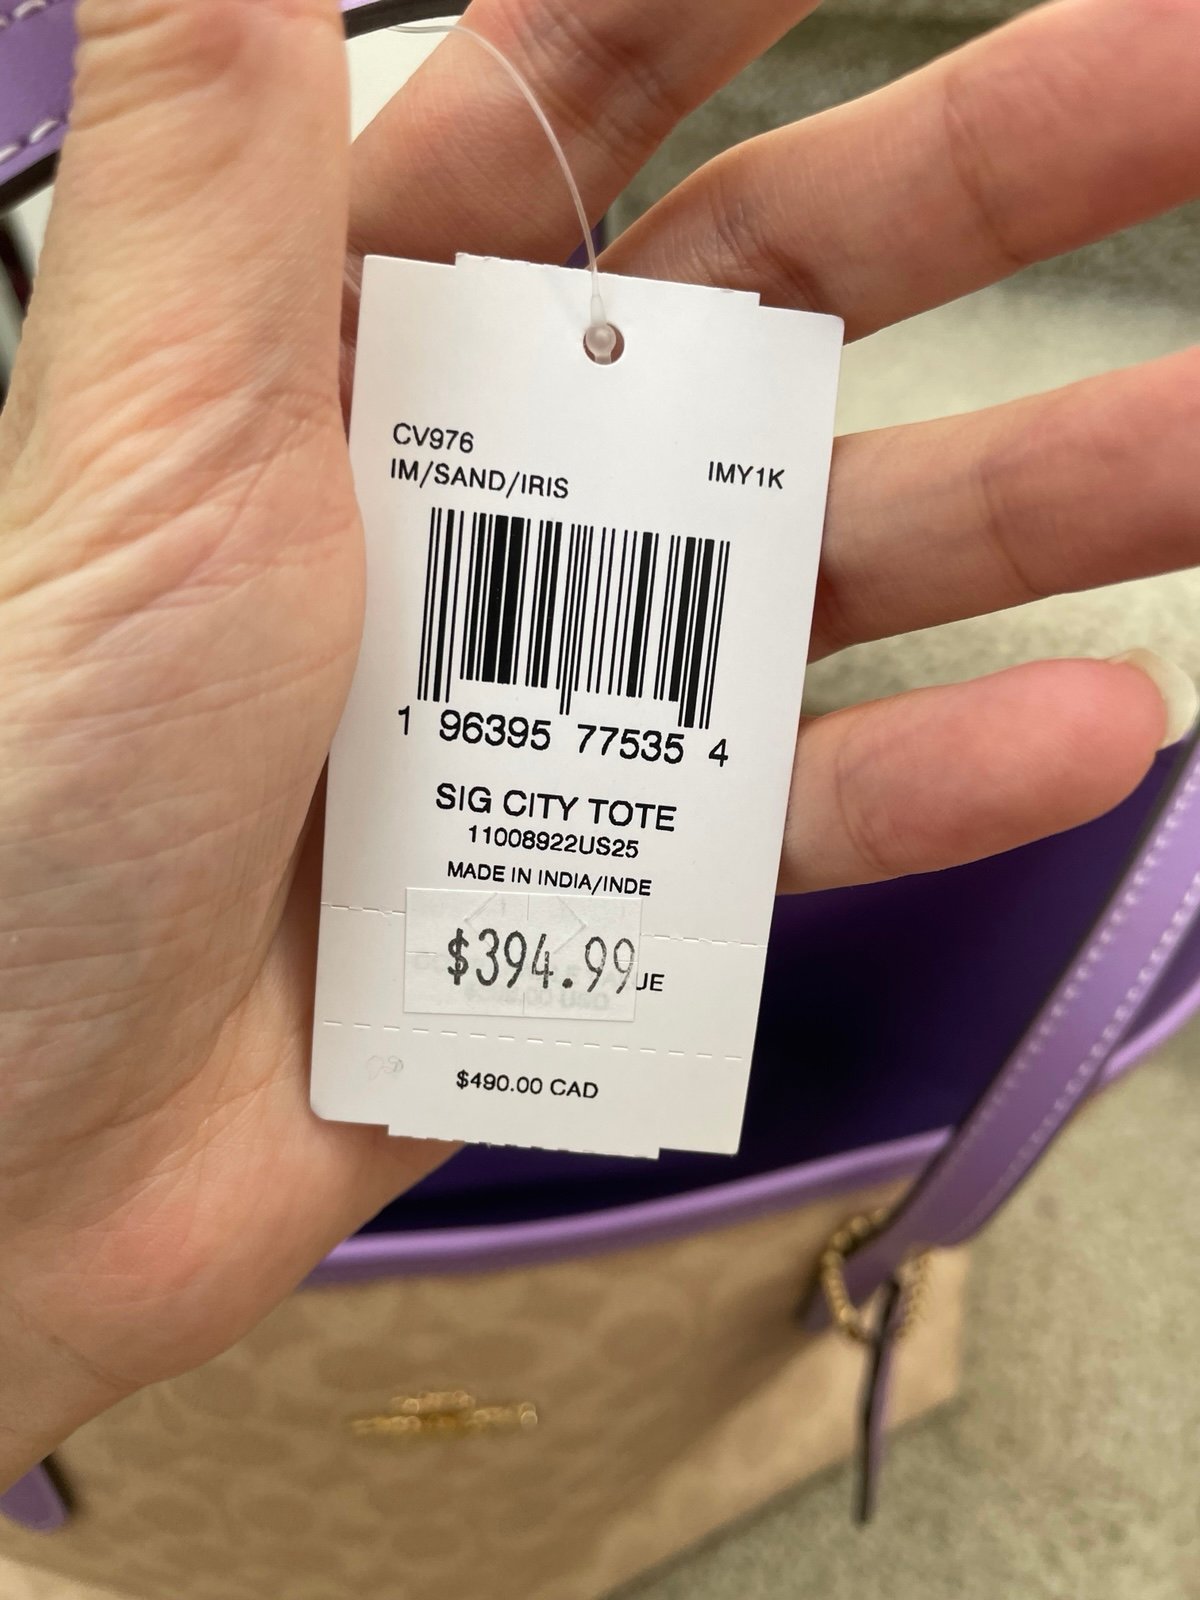 CV976
IM/SAND/IRIS
IMY1K
1 96395 77535 4
SIG CITY TOTE
11008922US25
MADE IN INDIA/INDE
$394.99
UE
$490.00 CAD